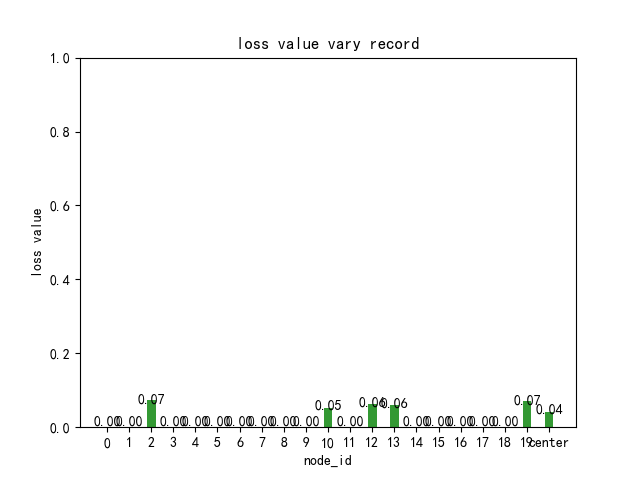 loss value vary record
1.0
0.8
0.6
0.4
0.2
0.0
loss value
0.00 0.00 0.07 0.00 0.00 0.00 0.00 0.00 0.00 0.00 0.05 0.00 0.06 0.06 0.00 0.00 0.00 0.00 0.00 0.07 0.04
0 1 2 3 4 5 6 7 8 9 10 11 12 13 14 15 16 17 18 19 center
node_id